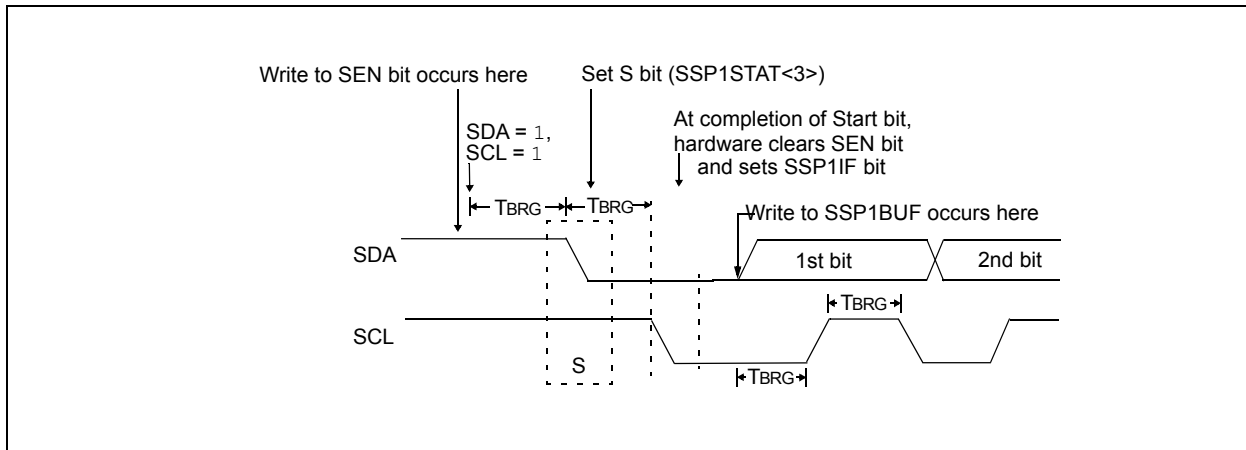 Write to SEN bit occurs here
Set S bit (SSP1STAT<3>)
SDA = 1,
SCL = 1
At completion of Start bit,
hardware clears SEN bit
and sets SSP1IF bit
TBRG
TBRG
Write to SSP1BUF occurs here
SDA
1st bit
2nd bit
TBRG
SCL
S
TBRG